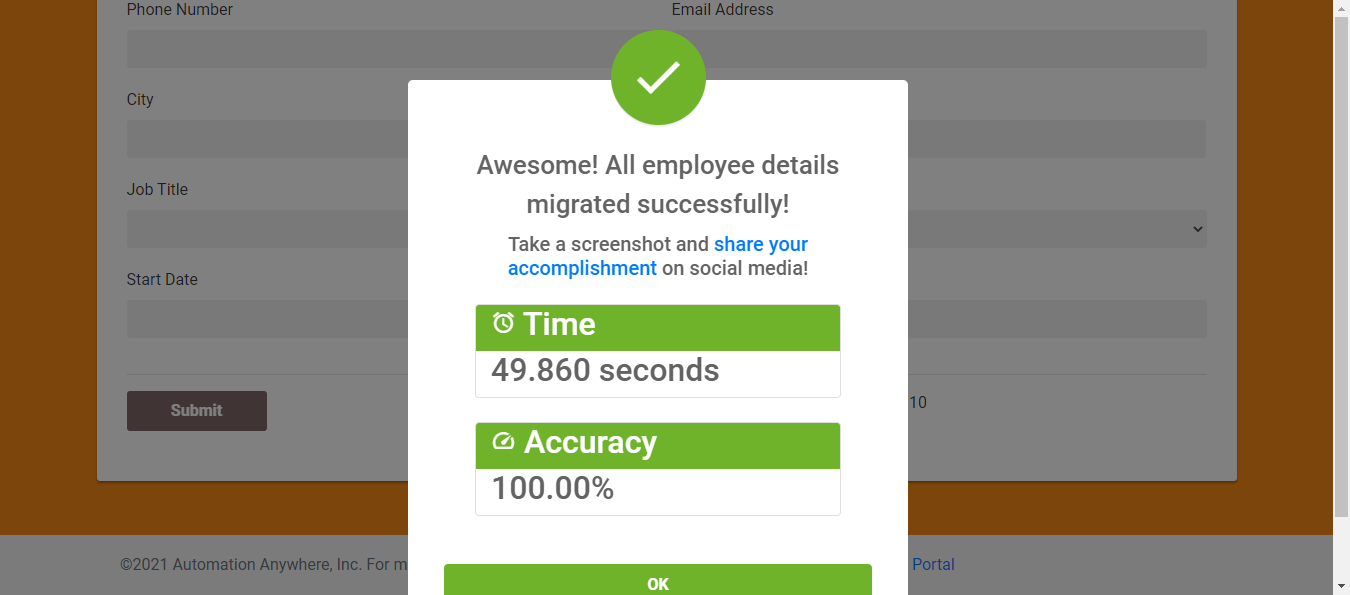 Phone Number
Email Address
City
Job Title
Start Date
Submit
10
Awesome! All employee details
migrated successfully!
Take a screenshot and share your
accomplishment on social media!
Time
49.860 seconds
Accuracy
100.00%
OK
©2021 Automation Anywhere, Inc. For m
Portal